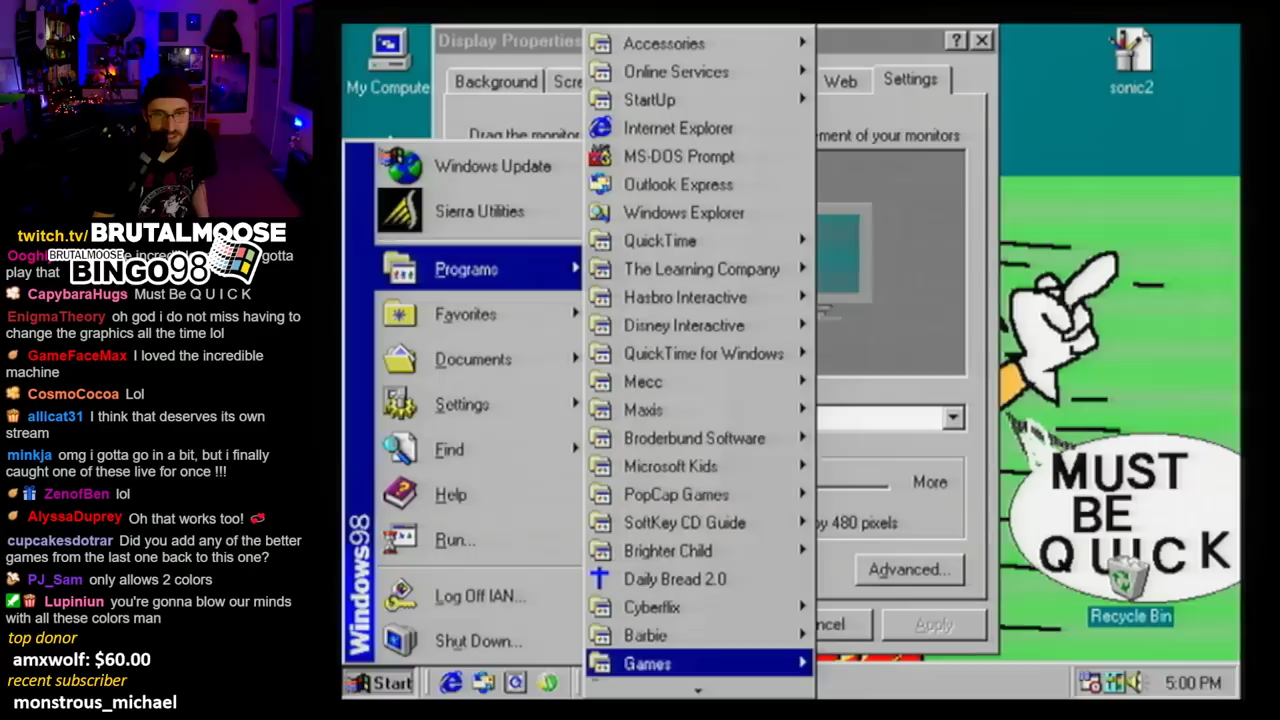 twitch.tv/BRUTALMOOSE
BRUTALMOOSE
BINGO98
gotta
play that
CapybaraHugs Must Be Q U I C K
EnigmaTheory oh god i do not miss having to
change the graphics all the time lol
GameFaceMax I loved the incredible
machine
CosmoCocoa Lol
allicat31 I think that deserves its own
stream
minkja omg i gotta go in a bit, but i finally
caught one of these live for once !!!
ZenofBen lol
AlyssaDuprey Oh that works too!
cupcakesdotrar Did you add any of the better
games from the last one back to this one?
PJ_Sam only allows 2 colors
Lupiniun you're gonna blow our minds
with all these colors man
top donor
amxwolf: $60.00
recent subscriber
monstrous_michael
My Compute
Display Properties
Background
Scre
Web
Settings
Drag the monitor
ement of your monitors
More
by 480 pixels
Advanced...
ncel
Apply
Windows98
Windows Update
Sierra Utilities
Programs
Favorites
Documents
Settings
Find
Help
Run...
Log Off IAN...
Shut Down...
Accessories
Online Services
StartUp
Internet Explorer
MS-DOS Prompt
Outlook Express
Windows Explorer
QuickTime
The Learning Company
Hasbro Interactive
Disney Interactive
QuickTime for Windows
Mecc
Maxis
Broderbund Software
Microsoft Kids
PopCap Games
SoftKey CD Guide
Brighter Child
Daily Bread 2.0
Cyberflix
Barbie
Games
sonic2
MUST
BE
QUICK
Recycle Bin
Start
5:00 PM